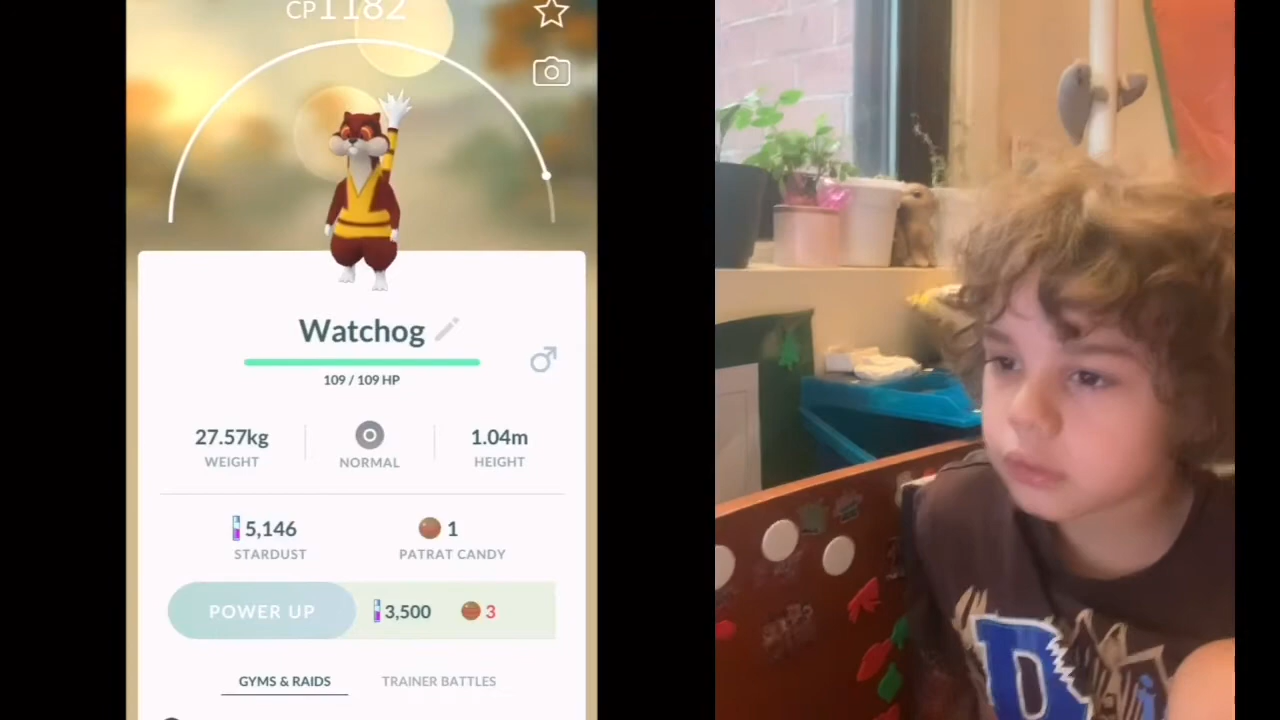 CP1182
Watchog
109 / 109 HP
27.57kg
WEIGHT
NORMAL
1.04m
HEIGHT
5,146
STARDUST
1
PATRAT CANDY
POWER UP
3,500
3
GYMS & RAIDS
TRAINER BATTLES
D